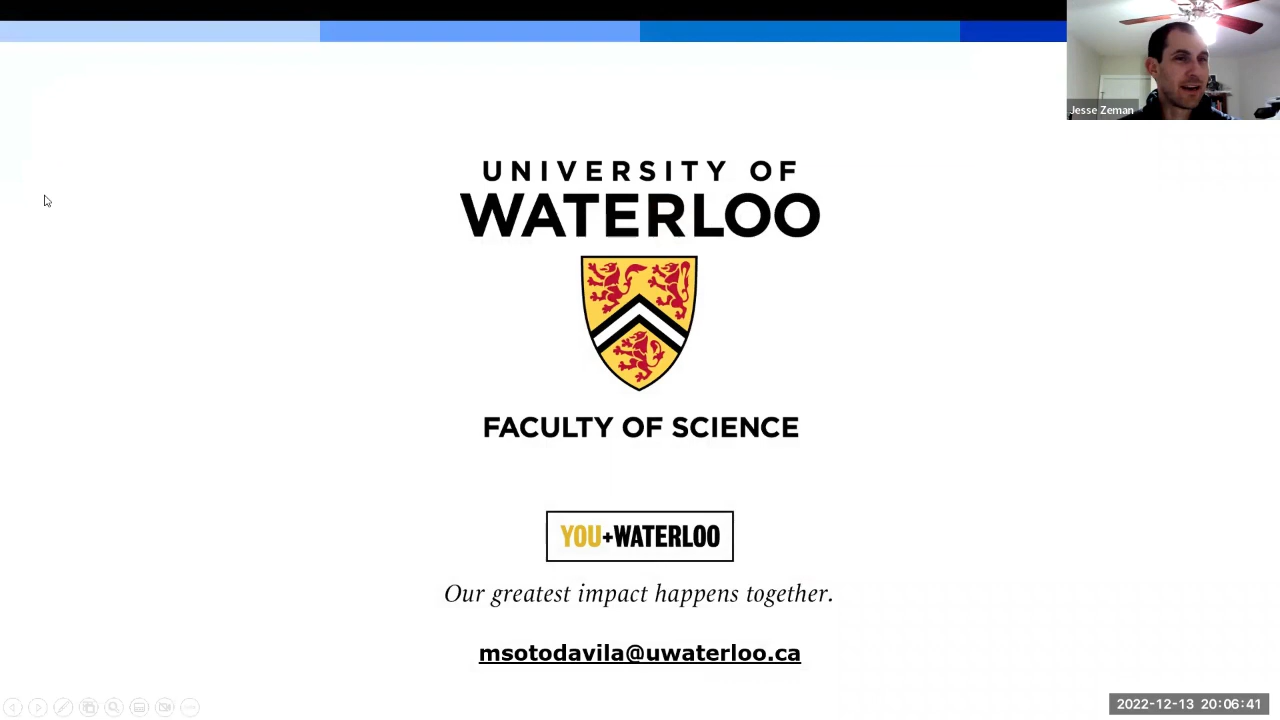 Jesse Zeman
UNIVERSITY OF
WATERLOO
FACULTY OF SCIENCE
YOU+WATERLOO
Our greatest impact happens together.
msotodavila@uwaterloo.ca
2022-12-13 20:06:41